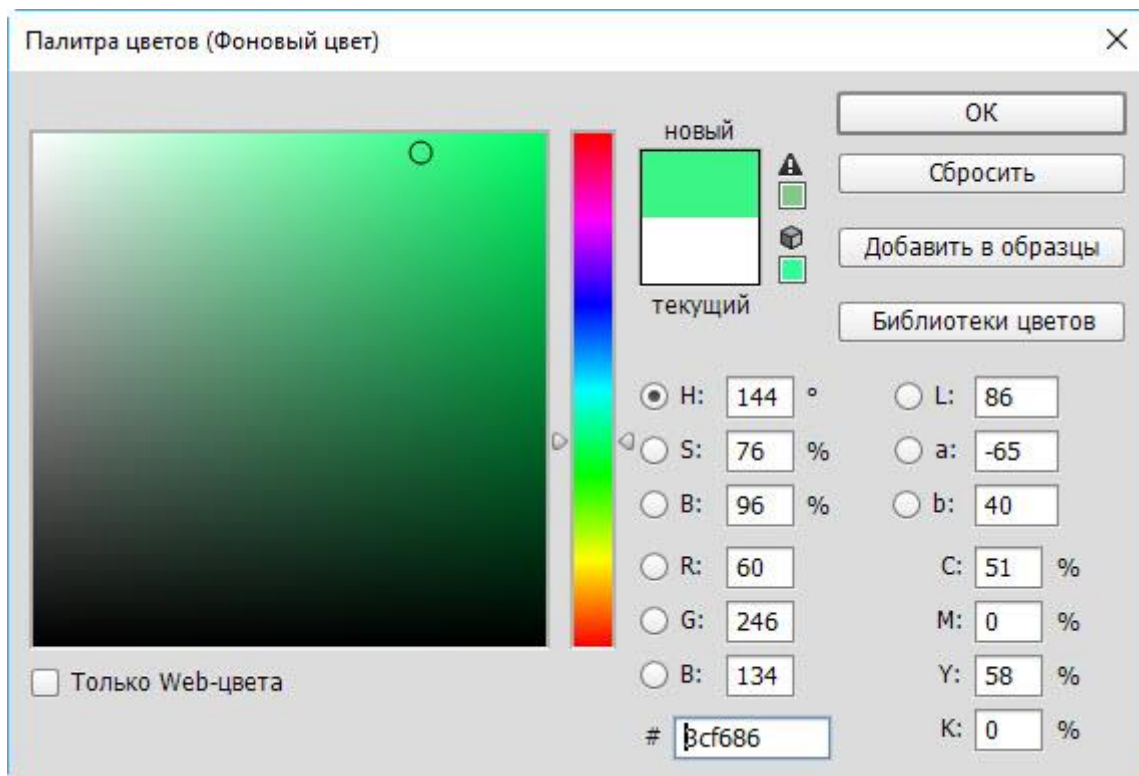 Палитра цветов (Фоновый цвет)
новый
текущий
ОК
Сбросить
Добавить в образцы
Библиотеки цветов
H: 144 °
S: 76 %
B: 96 %
R: 60
G: 246
B: 134
# 3cf686
L: 86
a: -65
b: 40
C: 51 %
M: 0 %
Y: 58 %
K: 0 %
Только Web-цвета